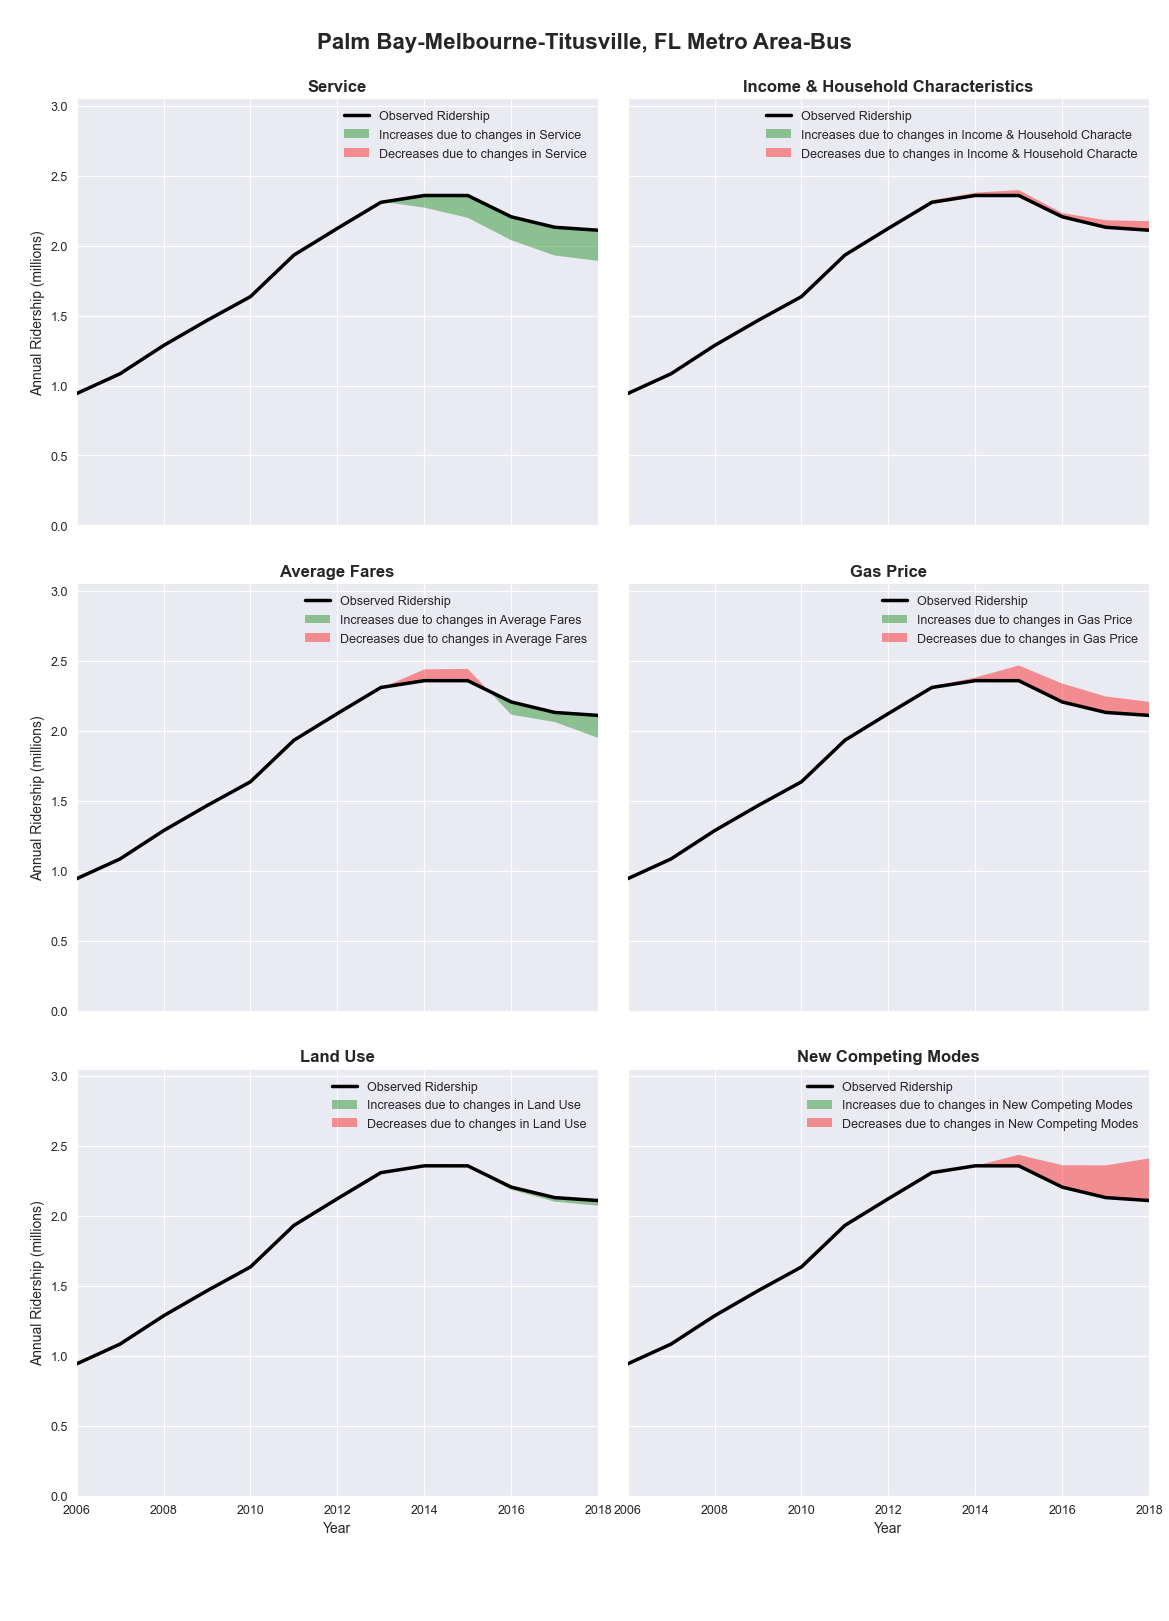 Palm Bay-Melbourne-Titusville, FL Metro Area-Bus
Service
Observed Ridership
Increases due to changes in Service
Decreases due to changes in Service
3.0
2.5
2.0
1.5
1.0
0.5
0.0
Annual Ridership (millions)
Income & Household Characteristics
Observed Ridership
Increases due to changes in Income & Household Characte
Decreases due to changes in Income & Household Characte
Average Fares
Observed Ridership
Increases due to changes in Average Fares
Decreases due to changes in Average Fares
3.0
2.5
2.0
1.5
1.0
0.5
0.0
Annual Ridership (millions)
Gas Price
Observed Ridership
Increases due to changes in Gas Price
Decreases due to changes in Gas Price
Land Use
Observed Ridership
Increases due to changes in Land Use
Decreases due to changes in Land Use
3.0
2.5
2.0
1.5
1.0
0.5
0.0
Annual Ridership (millions)
2006 2008 2010 2012 2014 2016 2018
Year
New Competing Modes
Observed Ridership
Increases due to changes in New Competing Modes
Decreases due to changes in New Competing Modes
2006 2008 2010 2012 2014 2016 2018
Year